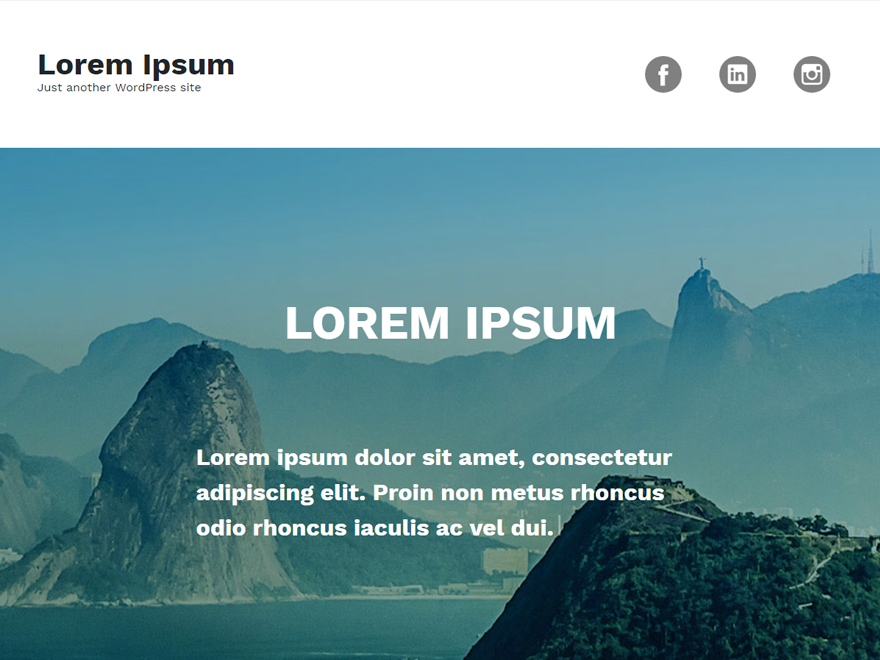 Lorem Ipsum
Just another WordPress site
f
in
LOREM IPSUM
Lorem ipsum dolor sit amet, consectetur
adipiscing elit. Proin non metus rhoncus
odio rhoncus iaculis ac vel dui.